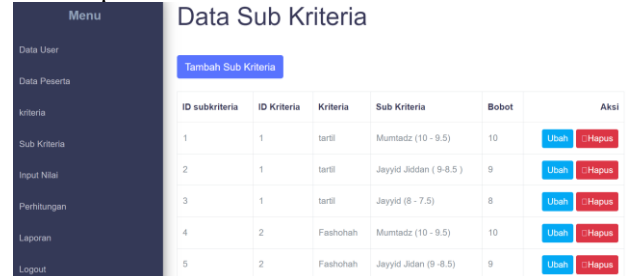 Menu
Data User
Data Peserta
kriteria
Sub Kriteria
Input Nilai
Perhitungan
Laporan
Logout
Data Sub Kriteria
Tambah Sub Kriteria
ID subkriteria ID Kriteria Kriteria Sub Kriteria Bobot Aksi
1 1 tartil Mumtadz (10 - 9.5) 10 Ubah Hapus
2 1 tartil Jayyid Jiddan ( 9-8.5 ) 9 Ubah Hapus
3 1 tartil Jayyid (8 - 7.5) 8 Ubah Hapus
4 2 Fashohah Mumtadz (10 - 9.5) 10 Ubah Hapus
5 2 Fashohah Jayyid Jidan (9 -8.5) 9 Ubah Hapus